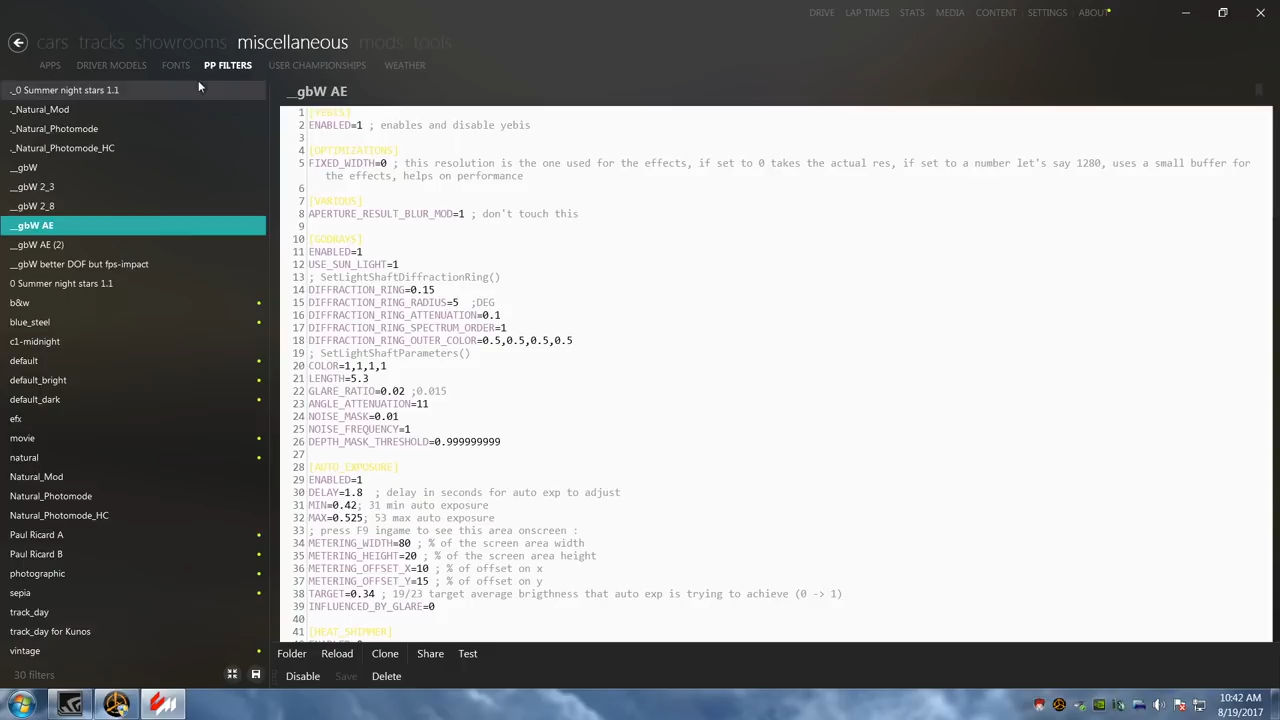 DRIVE LAP TIMES STATS MEDIA CONTENT SETTINGS ABOUT
cars tracks showrooms miscellaneous mods tools
APPS DRIVER MODELS FONTS PP FILTERS USER CHAMPIONSHIPS WEATHER
._0 Summer night stars 1.1
._Natural_Mod
._Natural_Photomode
._Natural_Photomode_HC
__gbW
__gbW 2_3
__gbW 2_8
__gbW AE
__gbW AE (2)
__gbW better DOF but fps-impact
0 Summer night stars 1.1
b&w
blue_steel
c1-midnight
default
default_bright
default_dark
efx
movie
natural
Natural_Mod
Natural_Photomode
Natural_Photomode_HC
Paul Ricard A
Paul Ricard B
photographic
sepia
track_day
track_day for Kunos
vintage
30 filters
__gbW AE
1 [YEBIS]
2 ENABLED=1 ; enables and disable yebis
3
4 [OPTIMIZATIONS]
5 FIXED_WIDTH=0 ; this resolution is the one used for the effects, if set to 0 takes the actual res, if set to a number let's say 1280, uses a small buffer for
the effects, helps on performance
6
7 [VARIOUS]
8 APERTURE_RESULT_BLUR_MOD=1 ; don't touch this
9
10 [GODRAYS]
11 ENABLED=1
12 USE_SUN_LIGHT=1
13 ; SetLightShaftDiffractionRing()
14 DIFFRACTION_RING=0.15
15 DIFFRACTION_RING_RADIUS=5 ;DEG
16 DIFFRACTION_RING_ATTENUATION=0.1
17 DIFFRACTION_RING_SPECTRUM_ORDER=1
18 DIFFRACTION_RING_OUTER_COLOR=0.5,0.5,0.5,0.5
19 ; SetLightShaftParameters()
20 COLOR=1,1,1,1
21 LENGTH=5.3
22 GLARE_RATIO=0.02 ;0.015
23 ANGLE_ATTENUATION=11
24 NOISE_MASK=0.01
25 NOISE_FREQUENCY=1
26 DEPTH_MASK_THRESHOLD=0.999999999
27
28 [AUTO_EXPOSURE]
29 ENABLED=1
30 DELAY=1.8 ; delay in seconds for auto exp to adjust
31 MIN=0.42; 31 min auto exposure
32 MAX=0.525; 53 max auto exposure
33 ; press F9 ingame to see this area onscreen :
34 METERING_WIDTH=80 ; % of the screen area width
35 METERING_HEIGHT=20 ; % of the screen area height
36 METERING_OFFSET_X=10 ; % of offset on x
37 METERING_OFFSET_Y=15 ; % of offset on y
38 TARGET=0.34 ; 19/23 target average brigthness that auto exp is trying to achieve (0 -> 1)
39 INFLUENCED_BY_GLARE=0
40
41 [HEAT_SHIMMER]
Folder Reload Clone Share Test
Disable Save Delete
10:42 AM
8/19/2017